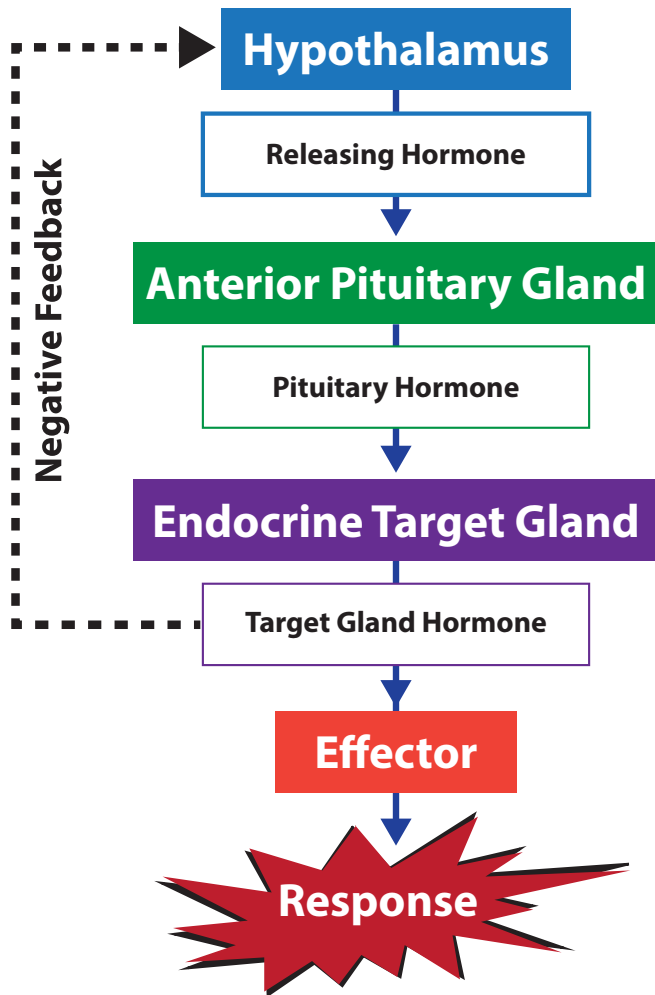 Hypothalamus
Releasing Hormone
Anterior Pituitary Gland
Pituitary Hormone
Endocrine Target Gland
Target Gland Hormone
Effector
Response
Negative Feedback